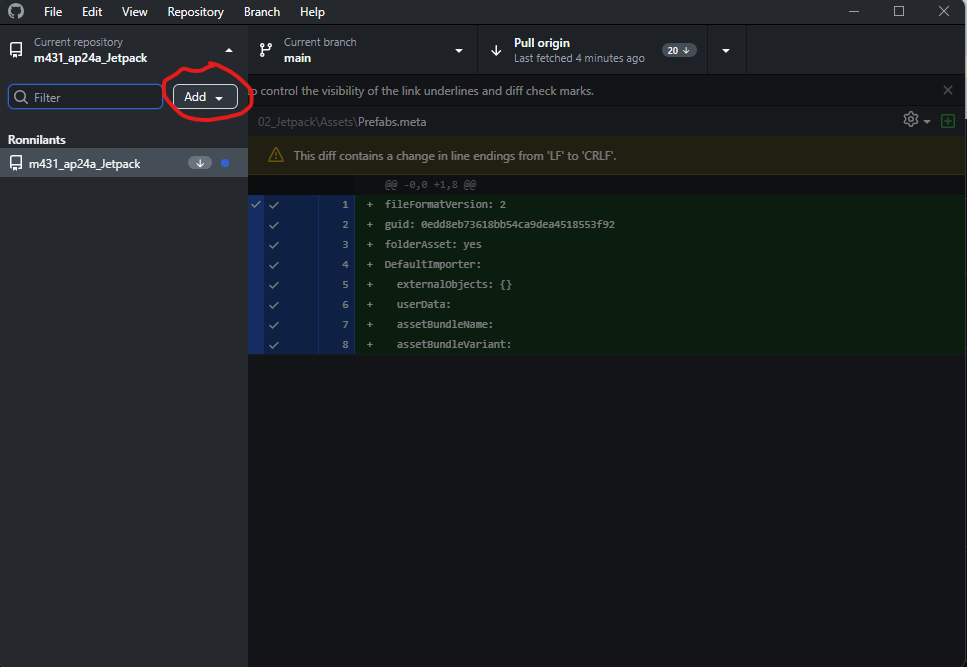 File Edit View Repository Branch Help
Current repository
m431_ap24a_Jetpack
Current branch
main
Pull origin
Last fetched 4 minutes ago
20
Filter
Add
o control the visibility of the link underlines and diff check marks.
02_Jetpack\Assets\Prefabs.meta
Ronnilants
m431_ap24a_Jetpack
This diff contains a change in line endings from 'LF' to 'CRLF'.
@@ -0,0 +1,8 @@
1 + fileFormatVersion: 2
2 + guid: 0edd8eb73618bb54ca9dea4518553f92
3 + folderAsset: yes
4 + DefaultImporter:
5 + externalObjects: {}
6 + userData:
7 + assetBundleName:
8 + assetBundleVariant: